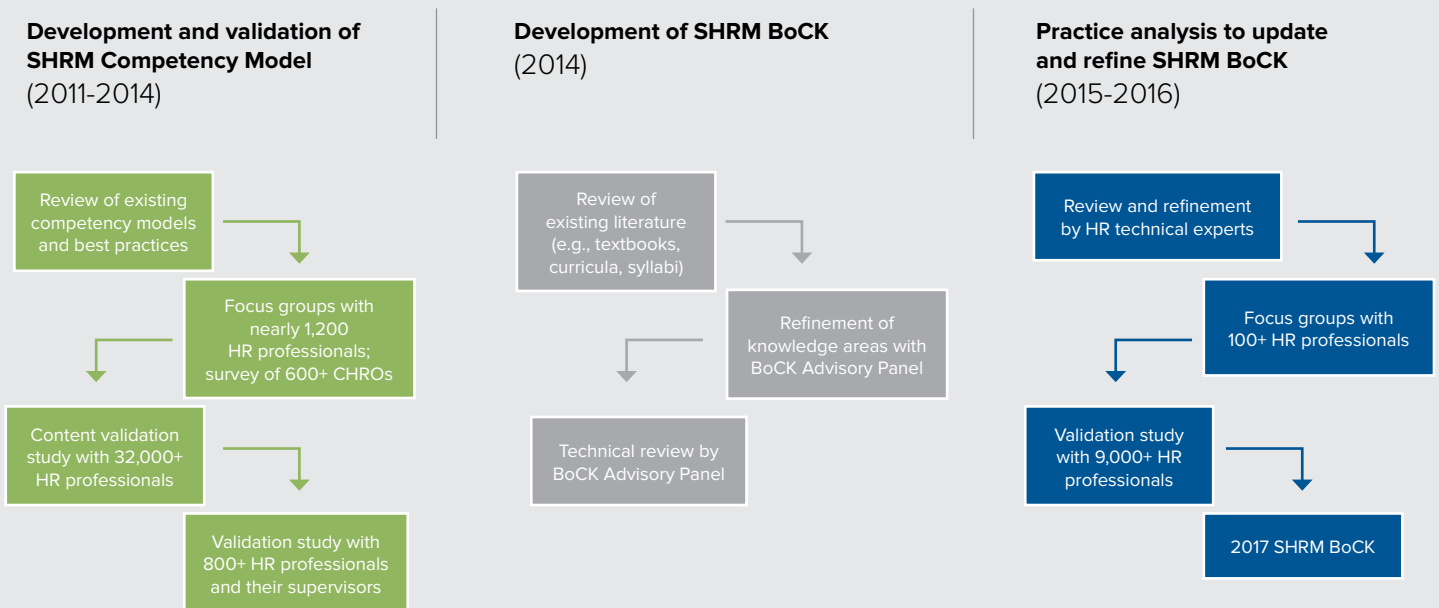 Development and validation of
SHRM Competency Model
(2011-2014)
Review of existing
competency models
and best practices
Focus groups with
nearly 1,200
HR professionals;
survey of 600+ CHROs
Content validation
study with 32,000+
HR professionals
Validation study with
800+ HR professionals
and their supervisors
Development of SHRM BoCK
(2014)
Review of
existing literature
(e.g., textbooks,
curricula, syllabi)
Refinement of
knowledge areas with
BoCK Advisory Panel
Technical review by
BoCK Advisory Panel
Practice analysis to update
and refine SHRM BoCK
(2015-2016)
Review and refinement
by HR technical experts
Focus groups with
100+ HR professionals
Validation study
with 9,000+ HR
professionals
2017 SHRM BoCK